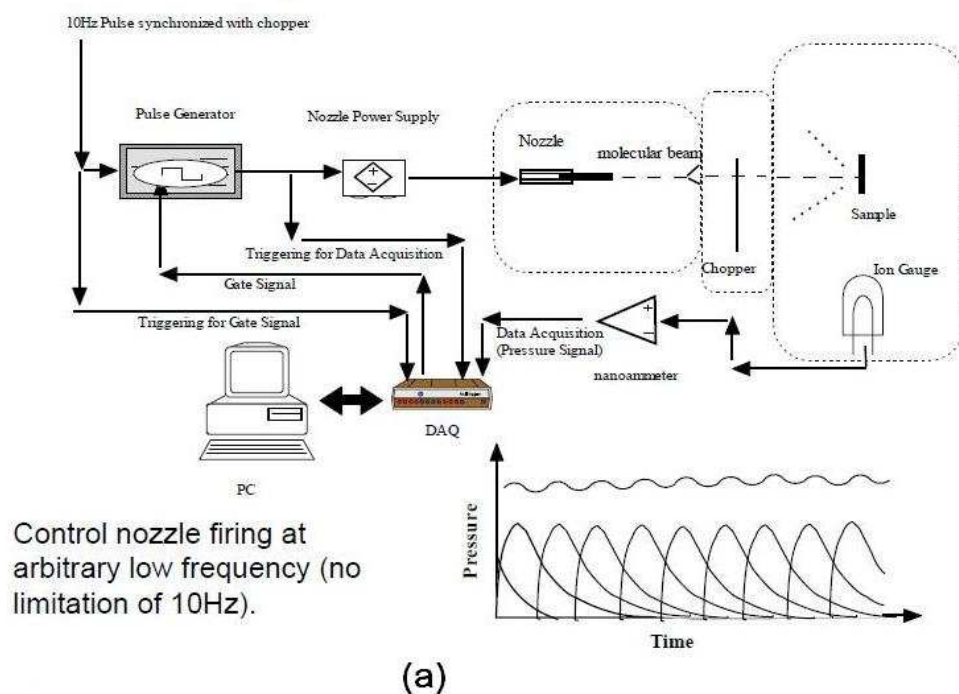 10Hz Pulse synchronized with chopper
Pulse Generator
Nozzle Power Supply
Nozzle
molecular beam
Sample
Triggering for Data Acquisition
Chopper
Ion Gauge
Gate Signal
Triggering for Gate Signal
Data Acquisition
(Pressure Signal)
nanoammeter
DAQ
PC
Control nozzle firing at
arbitrary low frequency (no
limitation of 10Hz).
Pressure
Time
(a)